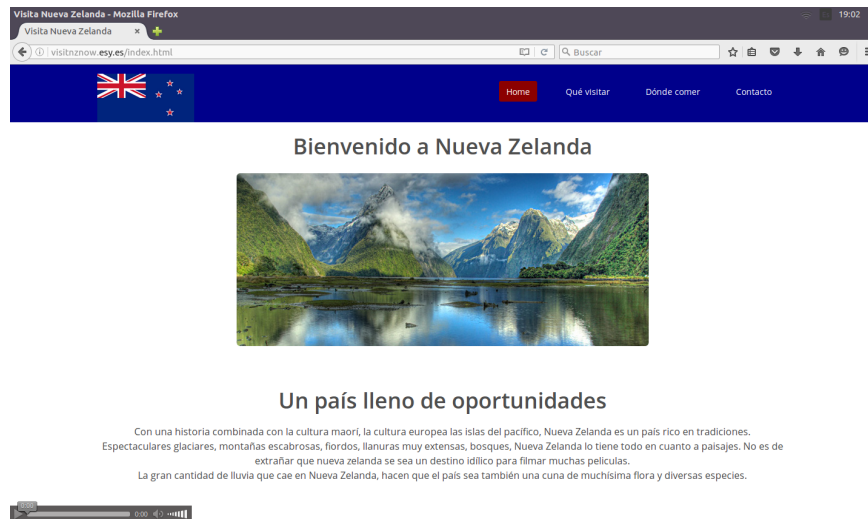 Visita Nueva Zelanda - Mozilla Firefox
19:02
Visita Nueva Zelanda
visitnznow.esy.es/index.html
Buscar
Home Qué visitar Dónde comer Contacto
Bienvenido a Nueva Zelanda
Un país lleno de oportunidades
Con una historia combinada con la cultura maorí, la cultura europea las islas del pacífico, Nueva Zelanda es un país rico en tradiciones.
Espectaculares glaciares, montañas escabrosas, fiordos, llanuras muy extensas, bosques, Nueva Zelanda lo tiene todo en cuanto a paisajes. No es de
extrañar que nueva zelanda se sea un destino idílico para filmar muchas peliculas.
La gran cantidad de lluvia que cae en Nueva Zelanda, hacen que el país sea también una cuna de muchísima flora y diversas especies.
0:00
0:00